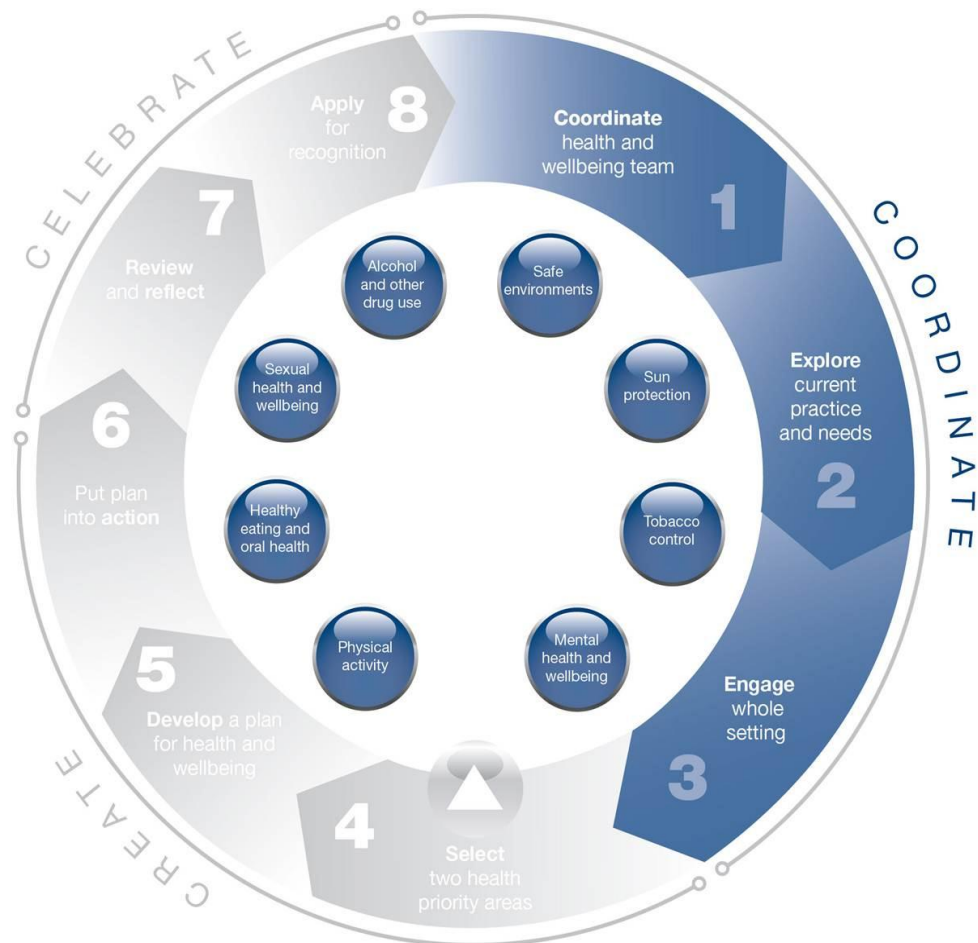 CELEBRATE
COORDINATE
CREATE
Coordinate
health and
wellbeing team
1
Explore
current
practice
and needs
2
Engage
whole
setting
3
4
Select
two health
priority areas
5
Develop a plan
for health and
wellbeing
6
Put plan
into action
7
Review
and reflect
Apply
for
recognition
8
Alcohol
and other
drug use
Safe
environments
Sun
protection
Tobacco
control
Mental
health and
wellbeing
Physical
activity
Healthy
eating and
oral health
Sexual
health and
wellbeing